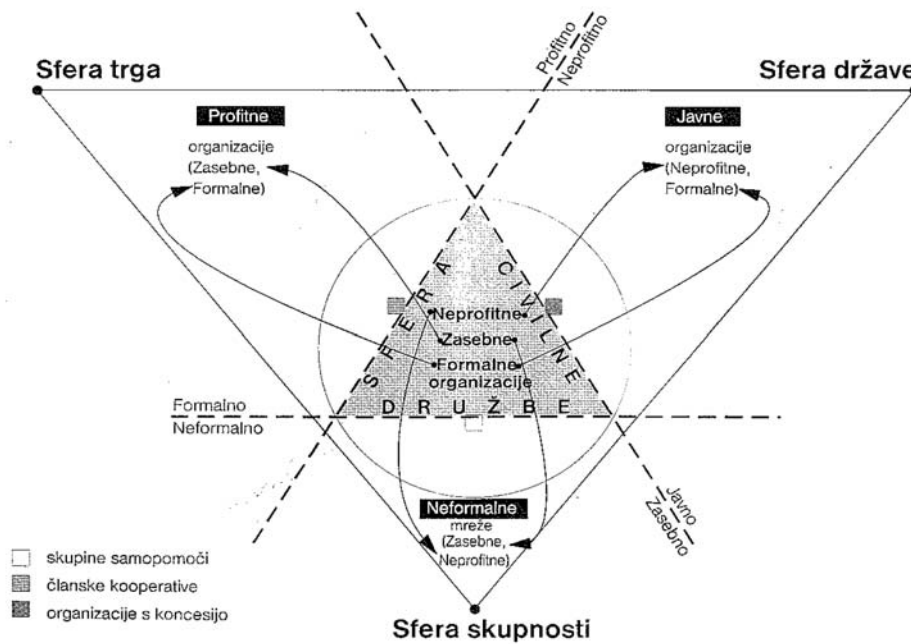 Profitno
Neprofitno
Sfera trga
Sfera države
Profitne
organizacije
(Zasebne,
Formalne)
Javne
organizacije
(Neprofitne,
Formalne)
SFERA
CIVILNE
DRUŽBE
Neprofitne
Zasebne
Formalne
organizacije
Formalno
Neformalno
Javno
Zasebno
Neformalne
mreže
(Zasebne,
Neprofitne)
skupine samopomoči
članske kooperative
organizacije s koncesijo
Sfera skupnosti